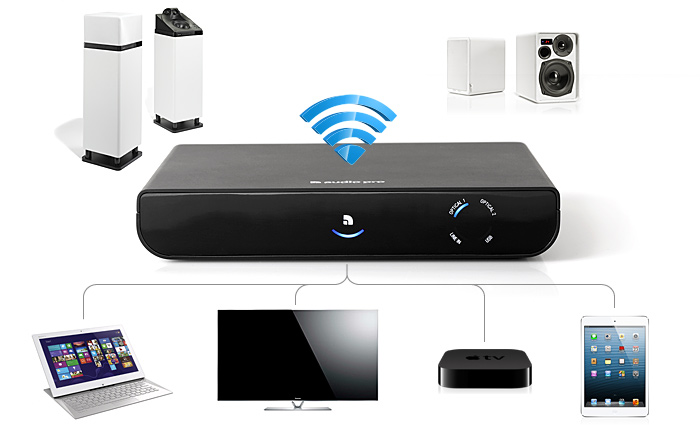 audio pro
OPTICAL 1
OPTICAL 2
LINE IN
USB
tv